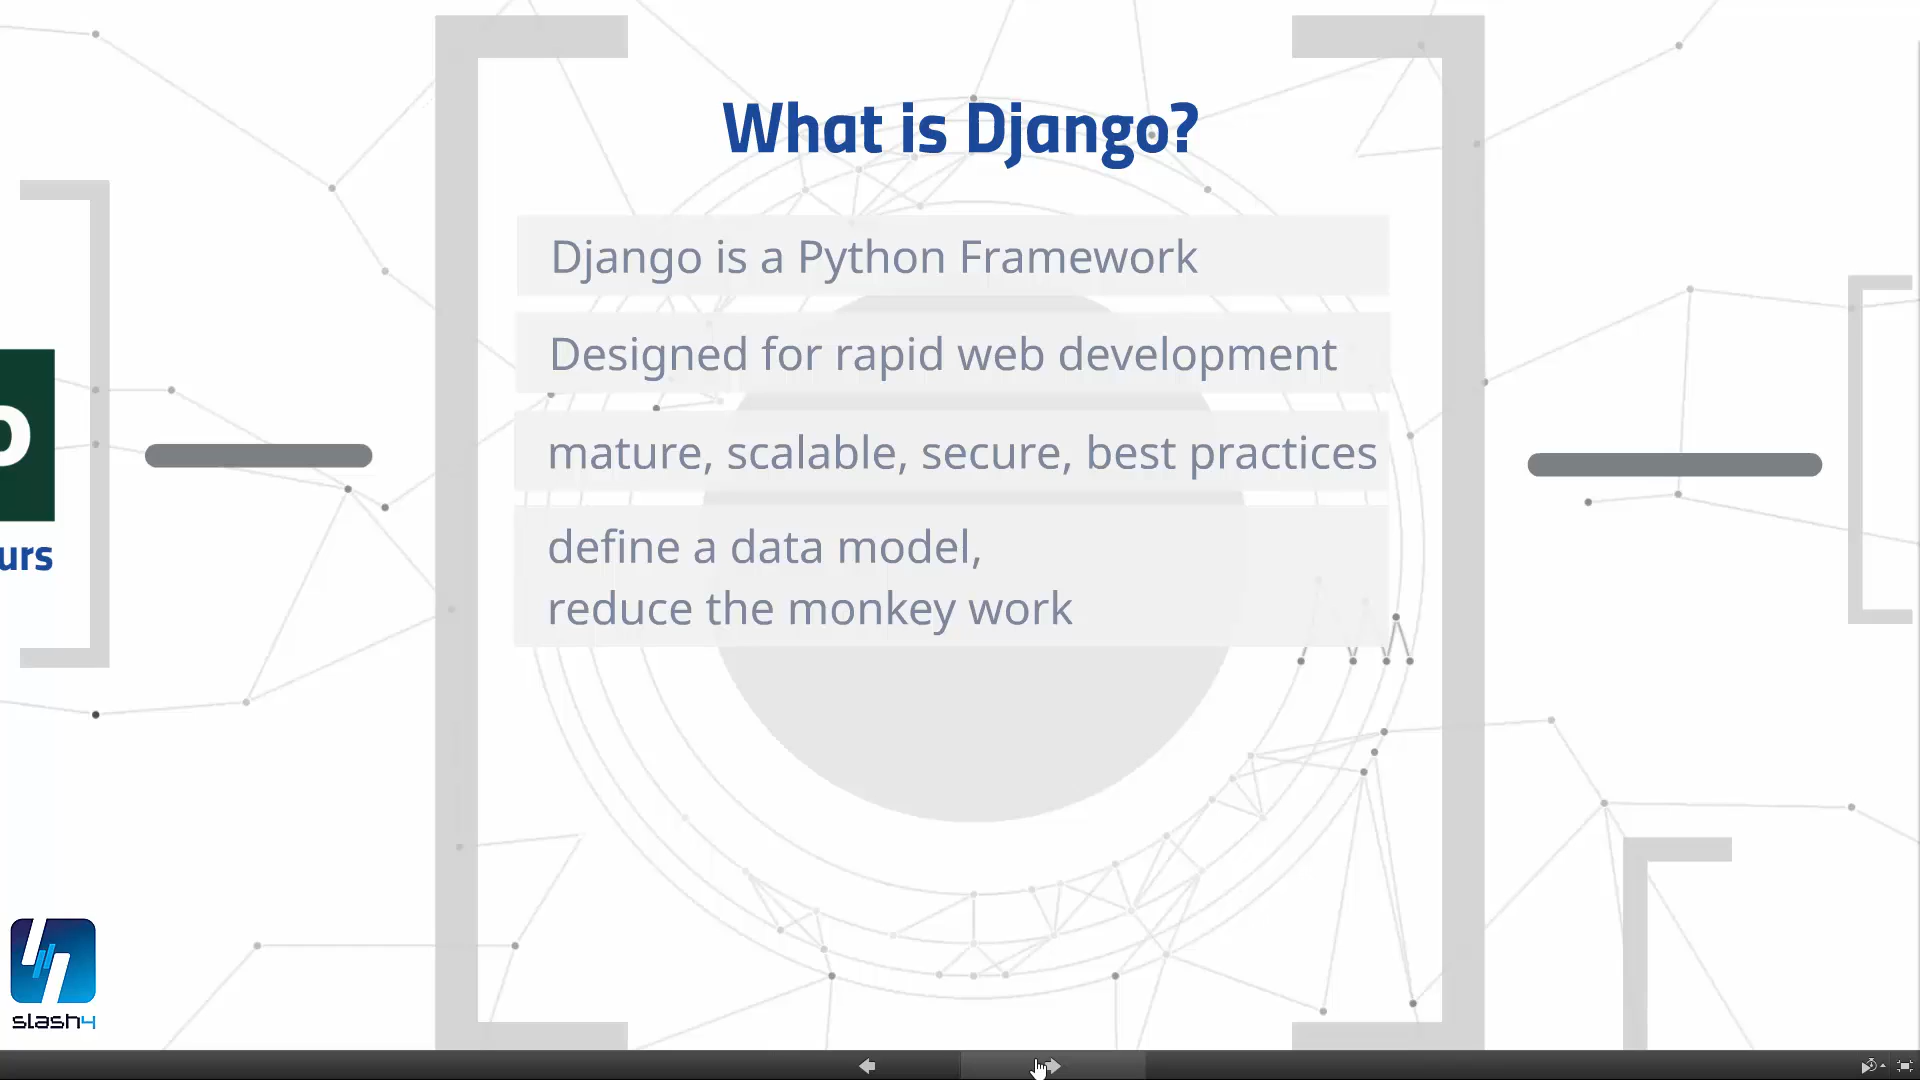 What is Django?
Django is a Python Framework
Designed for rapid web development
mature, scalable, secure, best practices
define a data model,
reduce the monkey work
o
urs
slash4